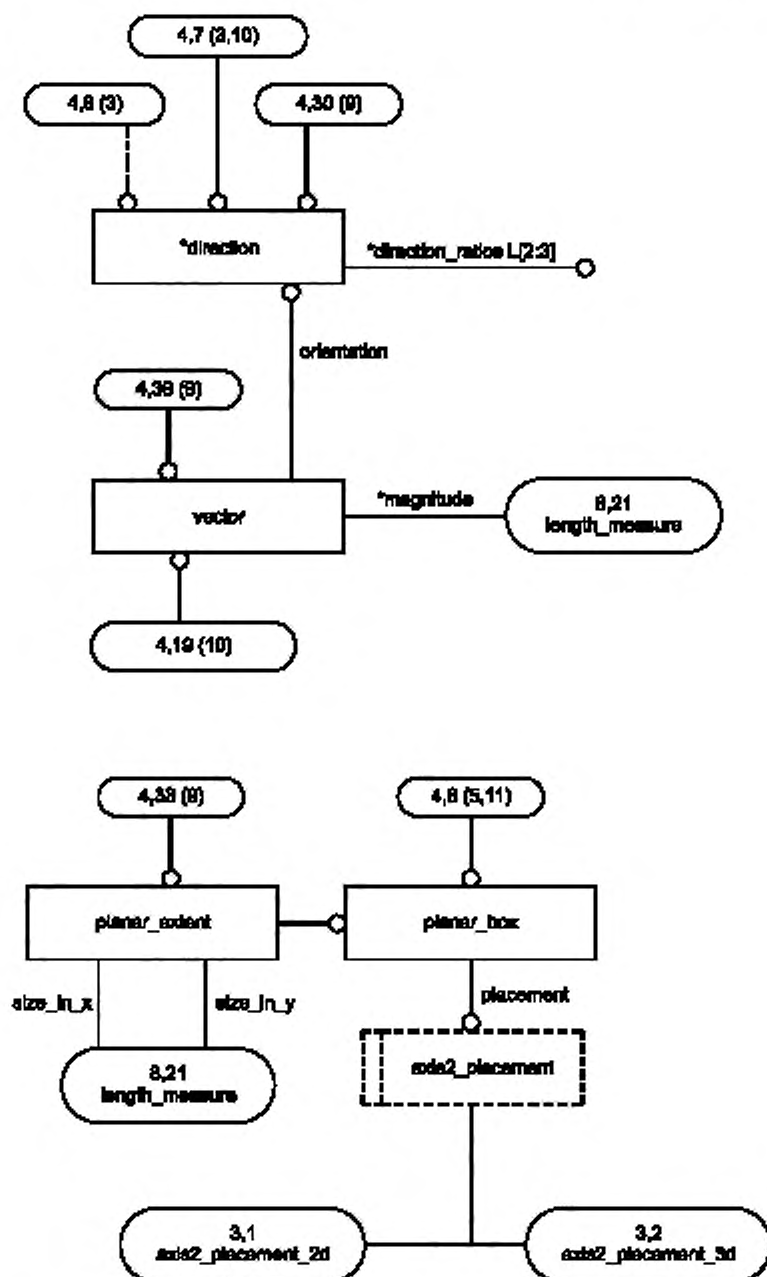 4,7 (3,10)
4,8 (3)
4,30 (9)
*direction
*direction_ratios L[2:3]
orientation
4,39 (9)
vector
*magnitude
8,21
length_measure
4,19 (10)
4,33 (9)
4,6 (5,11)
planar_extent
planar_box
size_in_x
size_in_y
placement
8,21
length_measure
axis2_placement
3,1
axis2_placement_2d
3,2
axis2_placement_3d